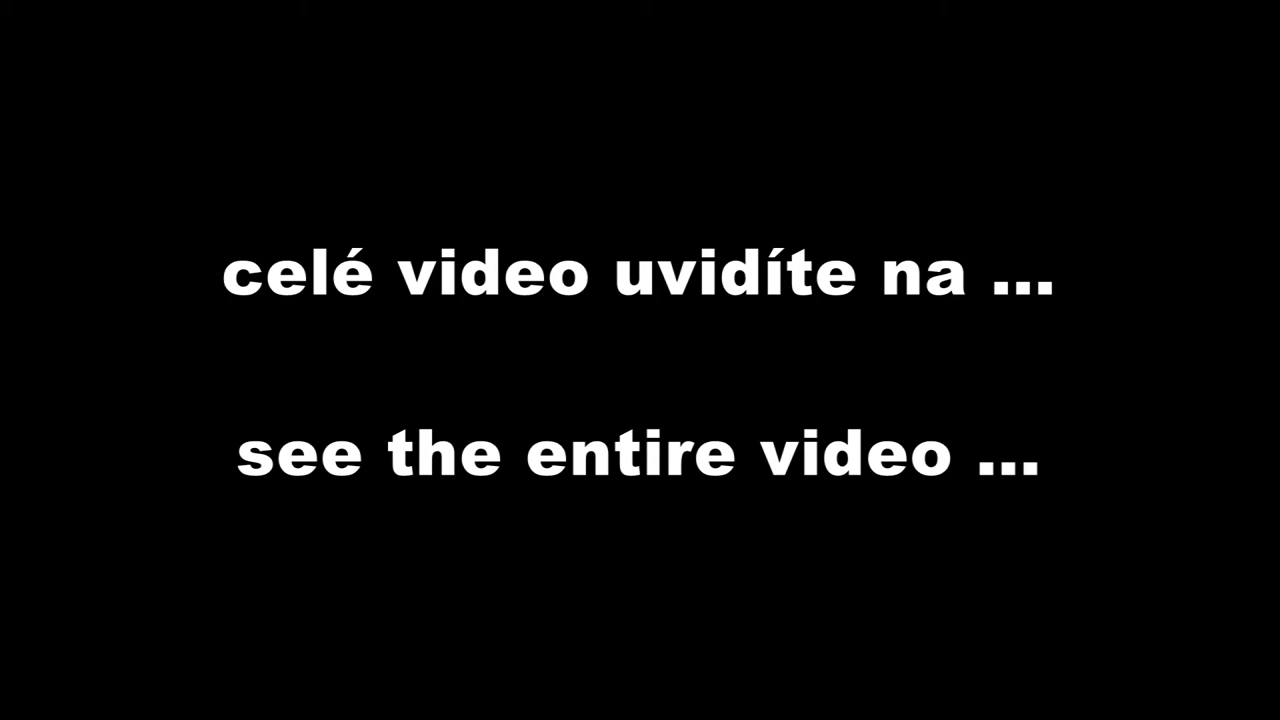 celé video uvidíte na ...
see the entire video ...